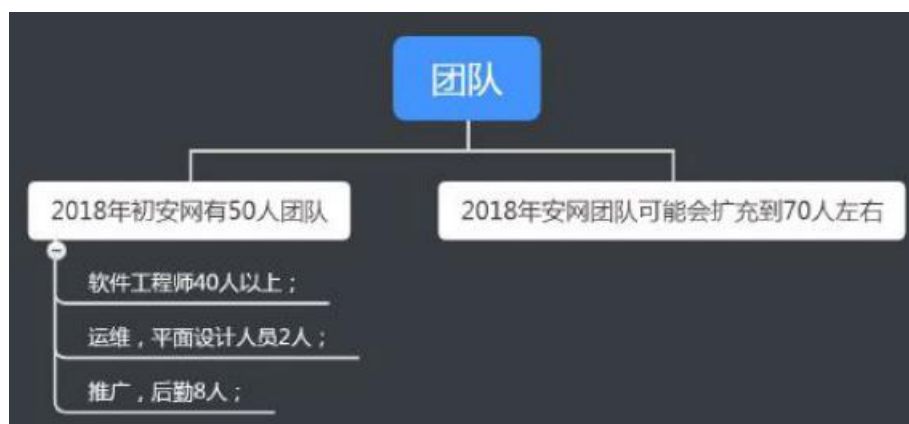 团队
2018年初安网有50人团队
2018年安网团队可能会扩充到70人左右
软件工程师40人以上；
运维，平面设计人员2人；
推广，后勤8人；